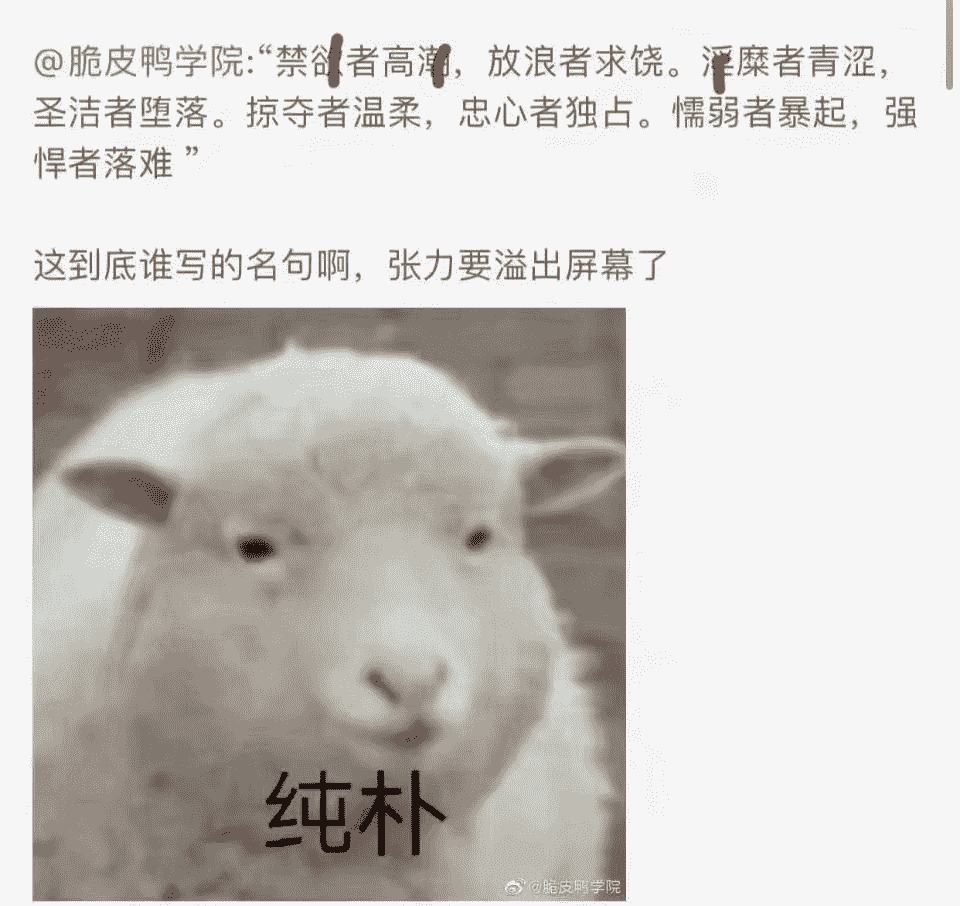 @脆皮鸭学院:“禁欲者高潮，放浪者求饶。淫糜者青涩，
圣洁者堕落。掠夺者温柔，忠心者独占。懦弱者暴起，强
悍者落难 ”
这到底谁写的名句啊，张力要溢出屏幕了
纯朴
@脆皮鸭学院